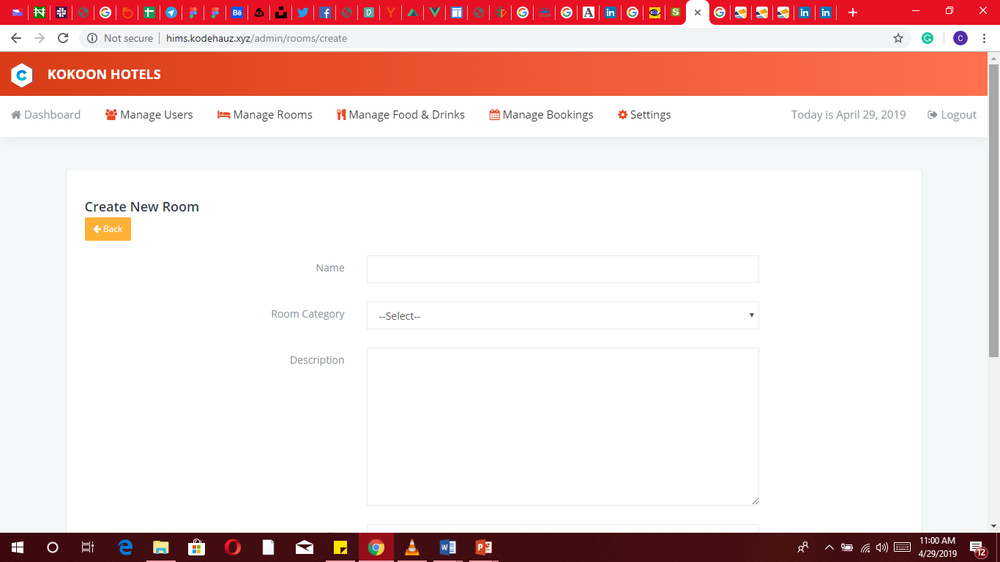 Not secure
hims.kodehauz.xyz/admin/rooms/create
KOKOON HOTELS
Dashboard
Manage Users
Manage Rooms
Manage Food & Drinks
Manage Bookings
Settings
Today is April 29, 2019
Logout
Create New Room
Back
Name
Room Category
--Select--
Description
11:00 AM
4/29/2019
12